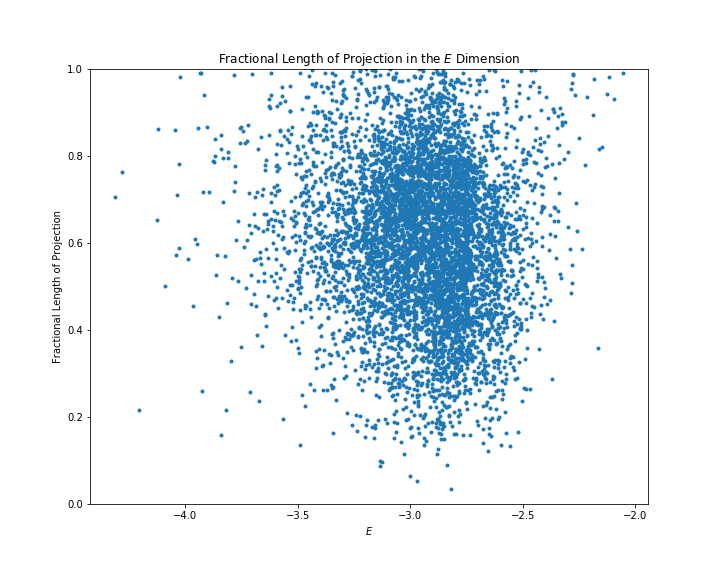 Fractional Length of Projection in the E Dimension
1.0
0.8
0.6
0.4
0.2
0.0
Fractional Length of Projection
−4.0 −3.5 −3.0 −2.5 −2.0
E